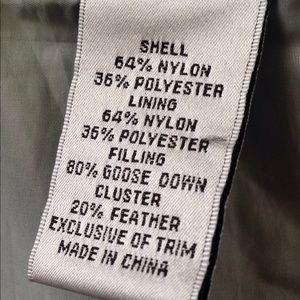 SHELL
64% NYLON
36% POLYESTER
LINING
64% NYLON
36% POLYESTER
FILLING
80% GOOSE DOWN
CLUSTER
20% FEATHER
EXCLUSIVE OF TRIM
MADE IN CHINA